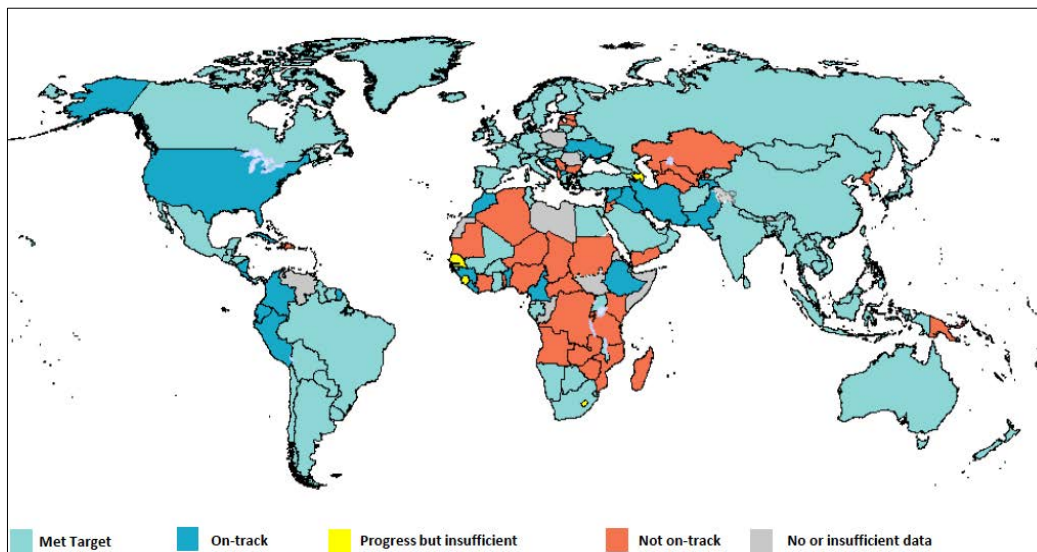 Met Target
On-track
Progress but insufficient
Not on-track
No or insufficient data